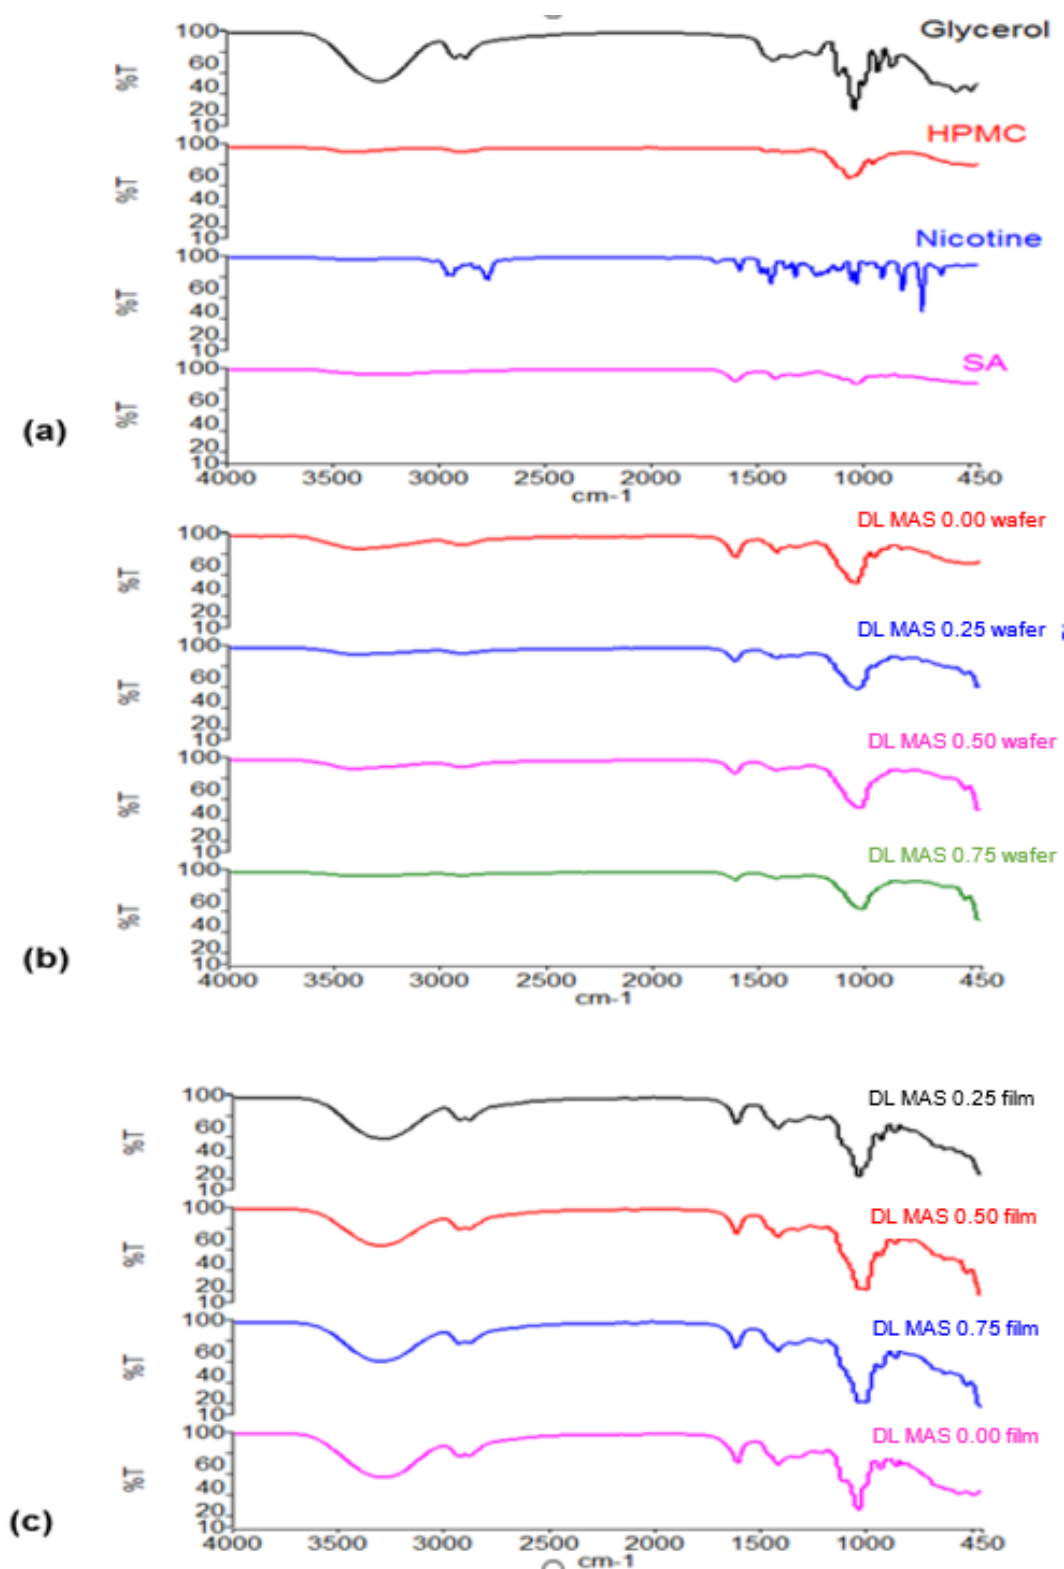 Glycerol
100
60
40
20
10
%T
HPMC
100
60
40
20
10
%T
Nicotine
100
60
40
20
10
%T
SA
100
60
40
20
10
%T
(a)
4000 3500 3000 2500 2000 1500 1000 450
cm-1
DL MAS 0.00 wafer
100
60
40
20
10
%T
DL MAS 0.25 wafer
100
60
40
20
10
%T
DL MAS 0.50 wafer
100
60
40
20
10
%T
DL MAS 0.75 wafer
100
60
40
20
10
%T
(b)
4000 3500 3000 2500 2000 1500 1000 450
cm-1
DL MAS 0.25 film
100
60
40
20
10
%T
DL MAS 0.50 film
100
60
40
20
10
%T
DL MAS 0.75 film
100
60
40
20
10
%T
DL MAS 0.00 film
100
60
40
20
10
%T
(c)
4000 3500 3000 2500 2000 1500 1000 450
cm-1